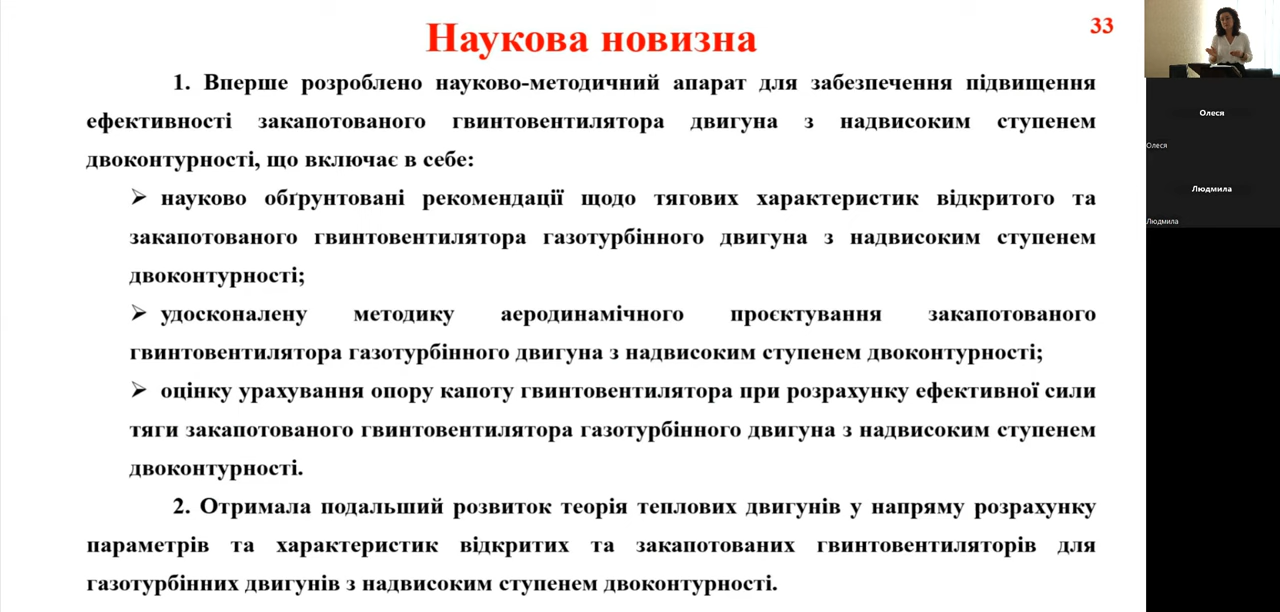 Наукова новизна
33
1. Вперше розроблено науково-методичний апарат для забезпечення підвищення
ефективності закапотованого гвинтовентилятора двигуна з надвисоким ступенем
двоконтурності, що включає в себе:
➢ науково обґрунтовані рекомендації щодо тягових характеристик відкритого та
закапотованого гвинтовентилятора газотурбінного двигуна з надвисоким ступенем
двоконтурності;
➢ удосконалену методику аеродинамічного проєктування закапотованого
гвинтовентилятора газотурбінного двигуна з надвисоким ступенем двоконтурності;
➢ оцінку урахування опору капоту гвинтовентилятора при розрахунку ефективної сили
тяги закапотованого гвинтовентилятора газотурбінного двигуна з надвисоким ступенем
двоконтурності.
2. Отримала подальший розвиток теорія теплових двигунів у напряму розрахунку
параметрів та характеристик відкритих та закапотованих гвинтовентиляторів для
газотурбінних двигунів з надвисоким ступенем двоконтурності.
Олеся
Олеся
Людмила
Людмила